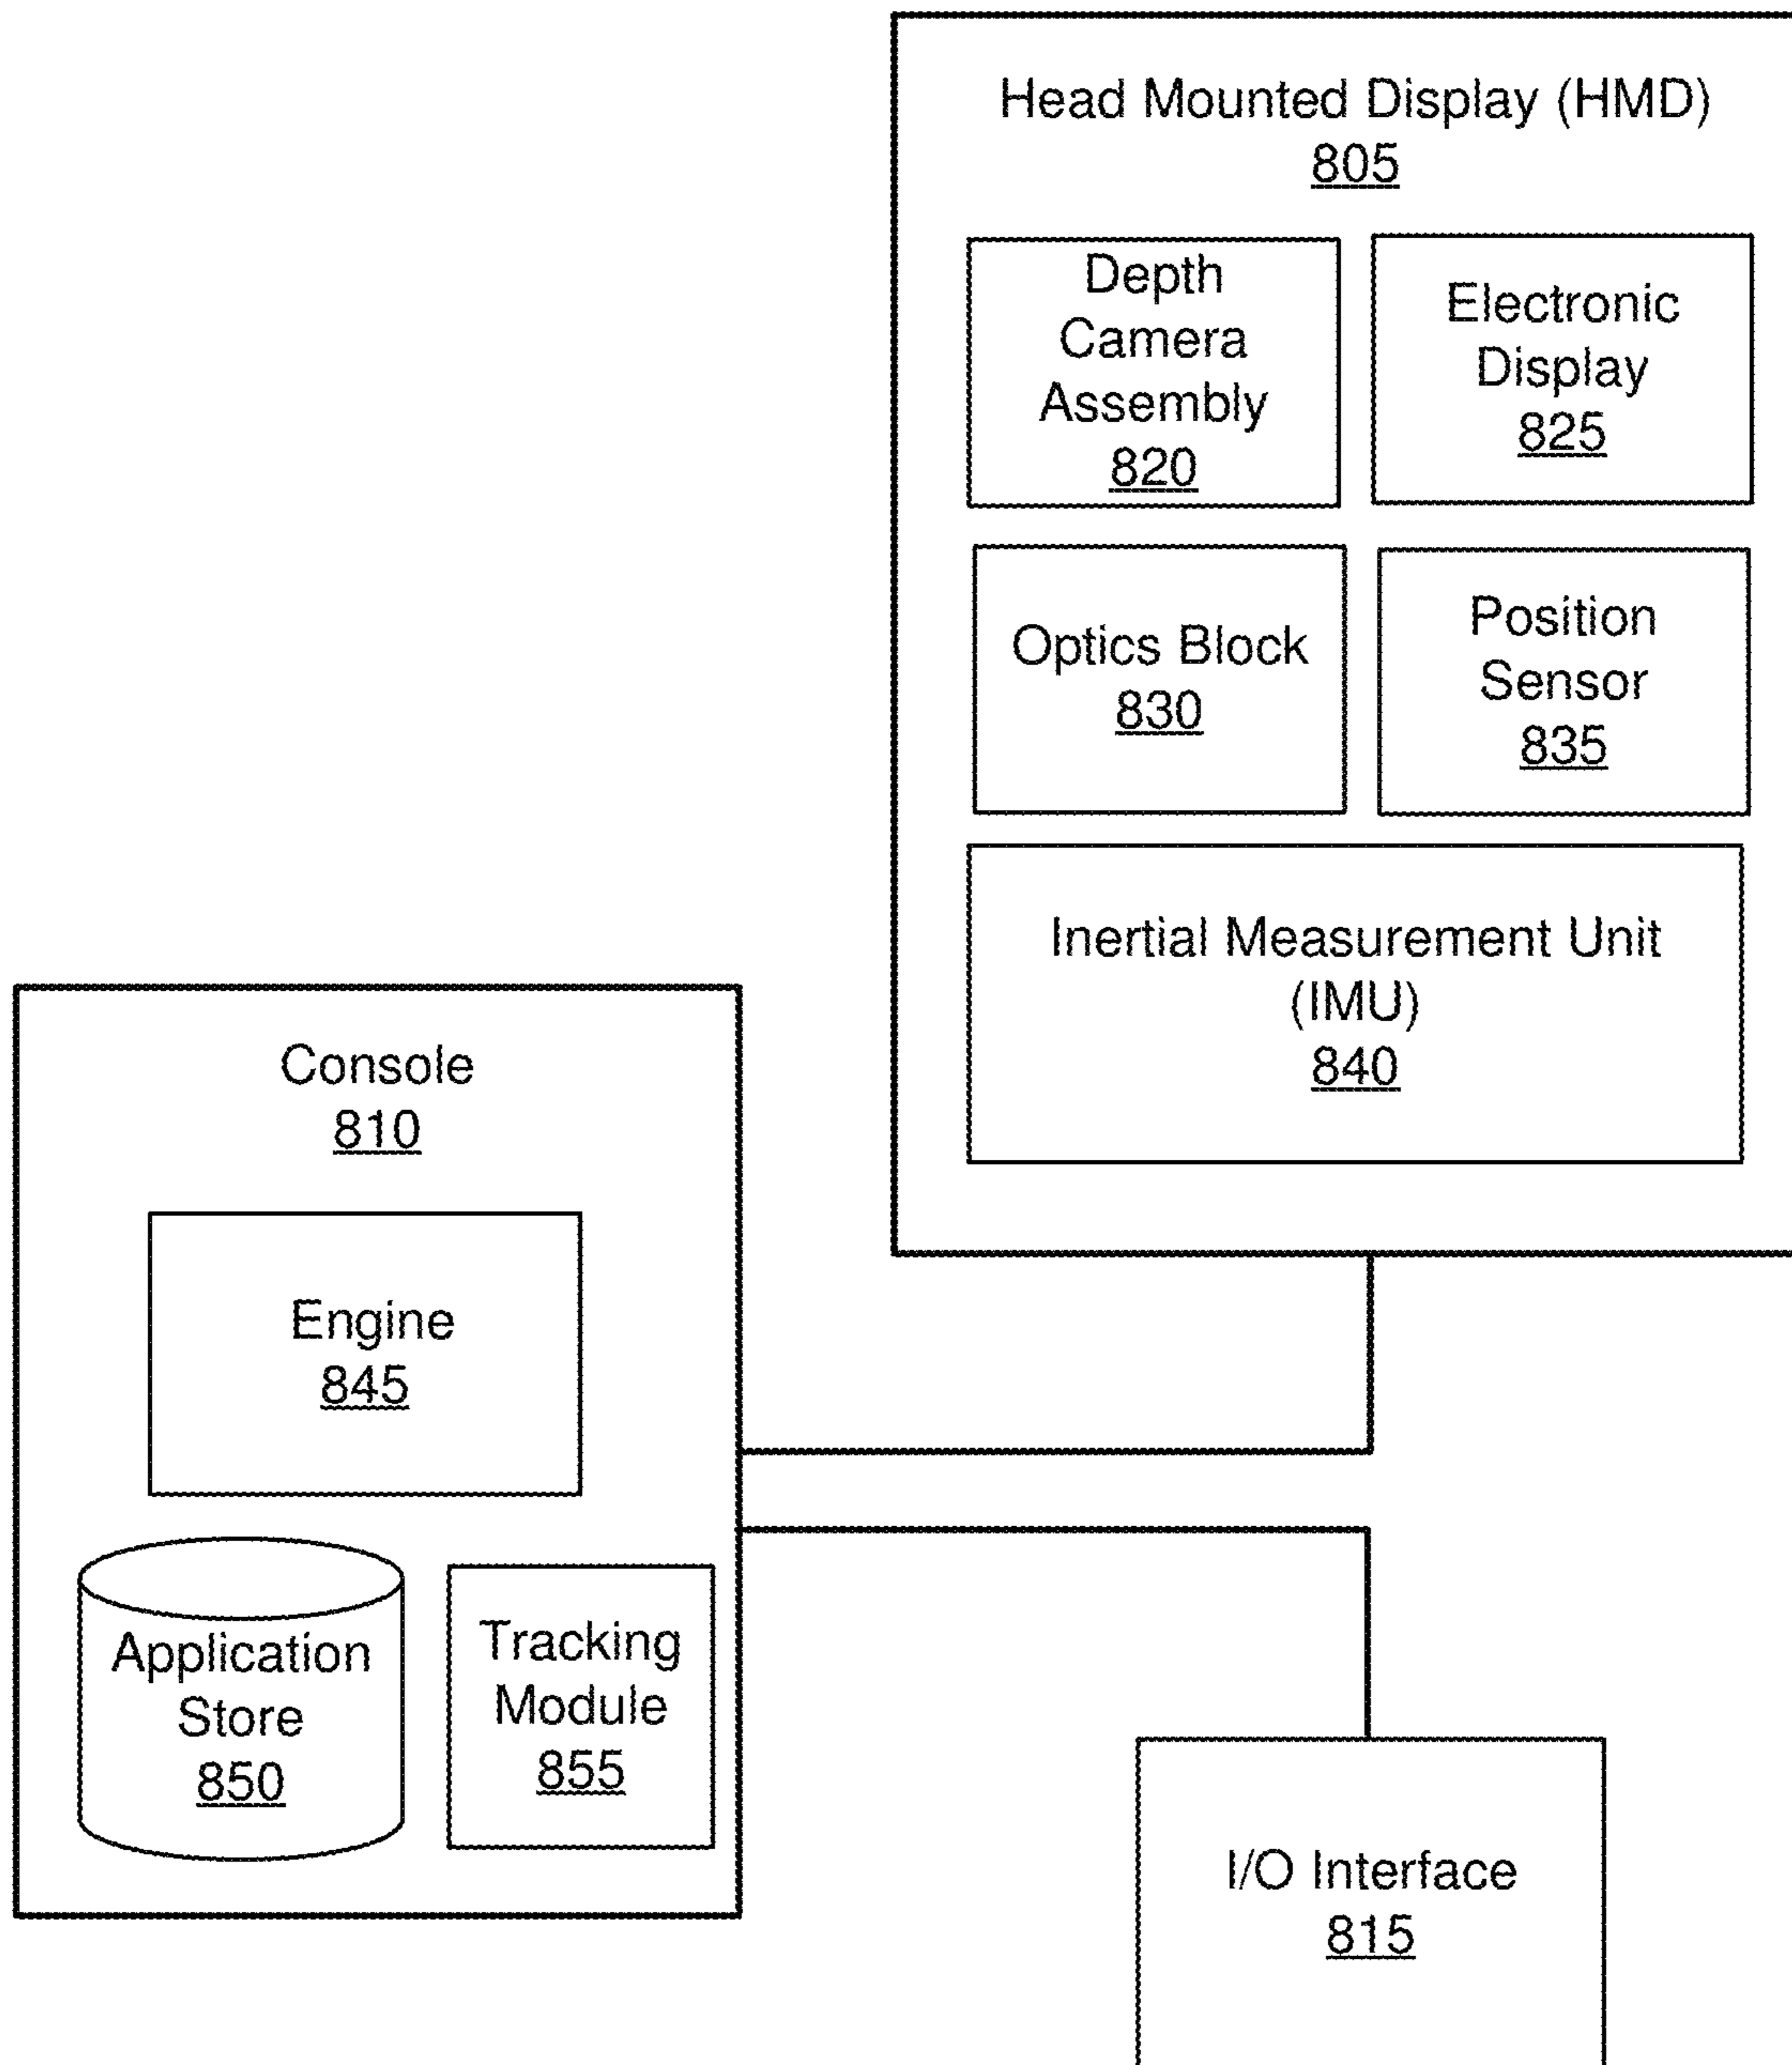 Head Mounted Display (HMD)
805
Depth
Camera
Assembly
820
Electronic
Display
825
Optics Block
830
Position
Sensor
835
Inertial Measurement Unit
(IMU)
840
Console
810
Engine
845
Application
Store
850
Tracking
Module
855
I/O Interface
815